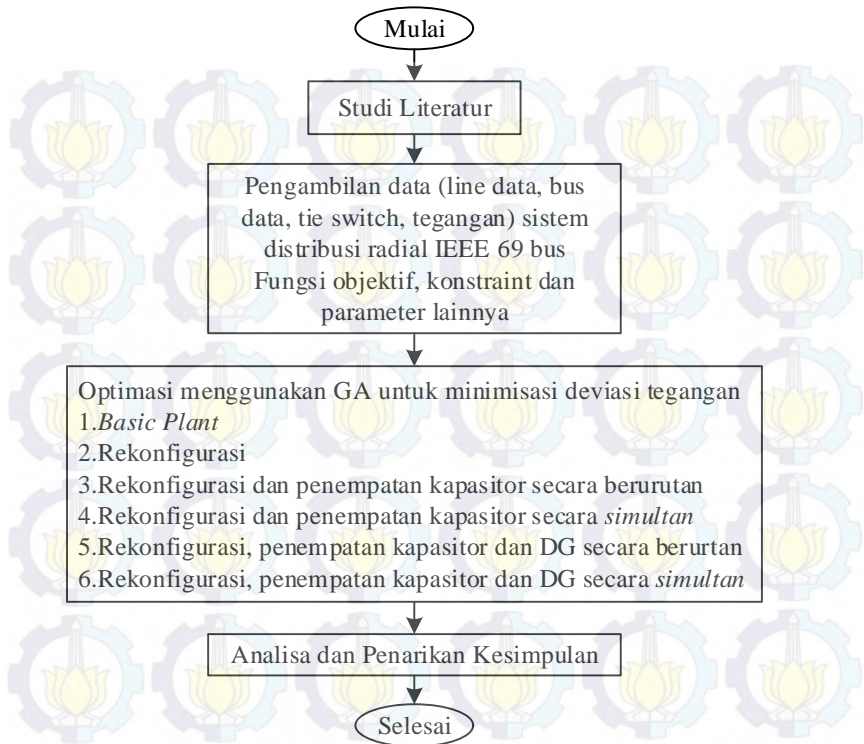 Mulai
Studi Literatur
Pengambilan data (line data, bus
data, tie switch, tegangan) sistem
distribusi radial IEEE 69 bus
Fungsi objektif, konstraint dan
parameter lainnya
Optimasi menggunakan GA untuk minimisasi deviasi tegangan
1.Basic Plant
2.Rekonfigurasi
3.Rekonfigurasi dan penempatan kapasitor secara berurutan
4.Rekonfigurasi dan penempatan kapasitor secara simultan
5.Rekonfigurasi, penempatan kapasitor dan DG secara berurtan
6.Rekonfigurasi, penempatan kapasitor dan DG secara simultan
Analisa dan Penarikan Kesimpulan
Selesai